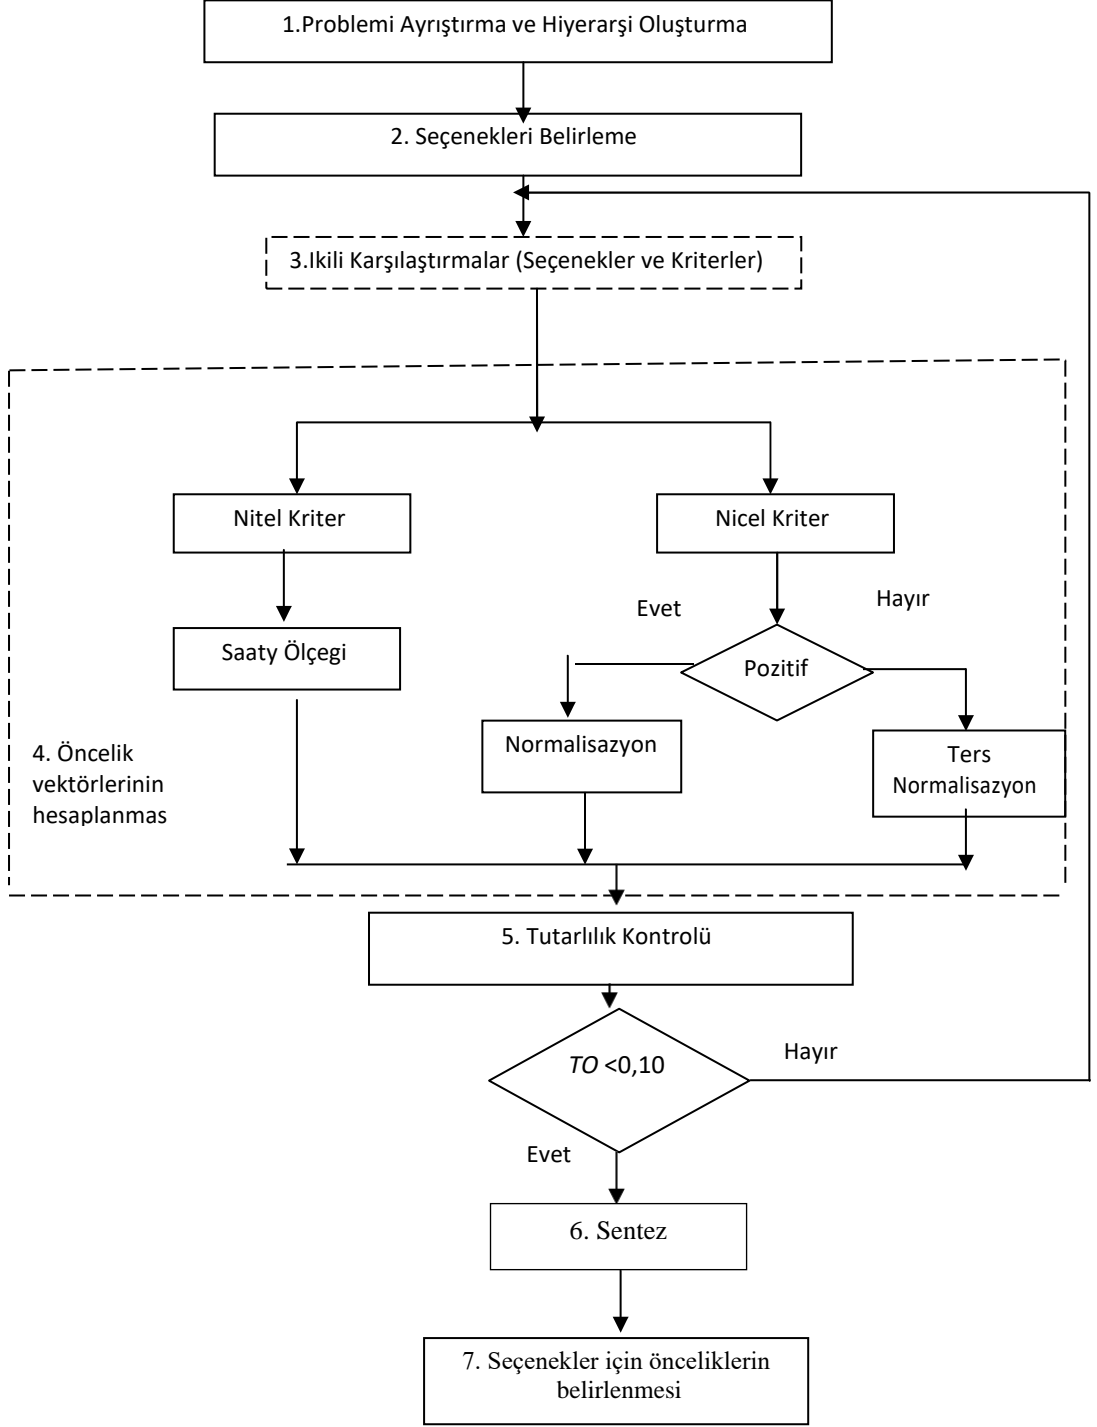 1.Problemi Ayrıştırma ve Hiyerarşi Oluşturma
2. Seçenekleri Belirleme
3.Ikili Karşılaştırmalar (Seçenekler ve Kriterler)
Nitel Kriter
Nicel Kriter
Evet
Hayır
Saaty Ölçegi
Pozitif
Normalisazyon
Ters
Normalisazyon
4. Öncelik
vektörlerinin
hesaplanmas
5. Tutarlılık Kontrolü
TO <0,10
Hayır
Evet
6. Sentez
7. Seçenekler için önceliklerin
belirlenmesi